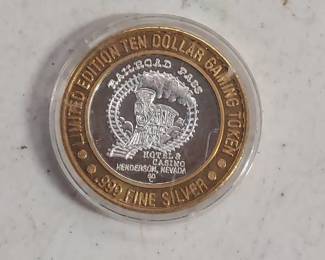 LIMITED EDITION TEN DOLLAR GAMING TOKEN
.999 FINE SILVER
RAILROAD PASS
HOTEL &
CASINO
HENDERSON, NEVADA